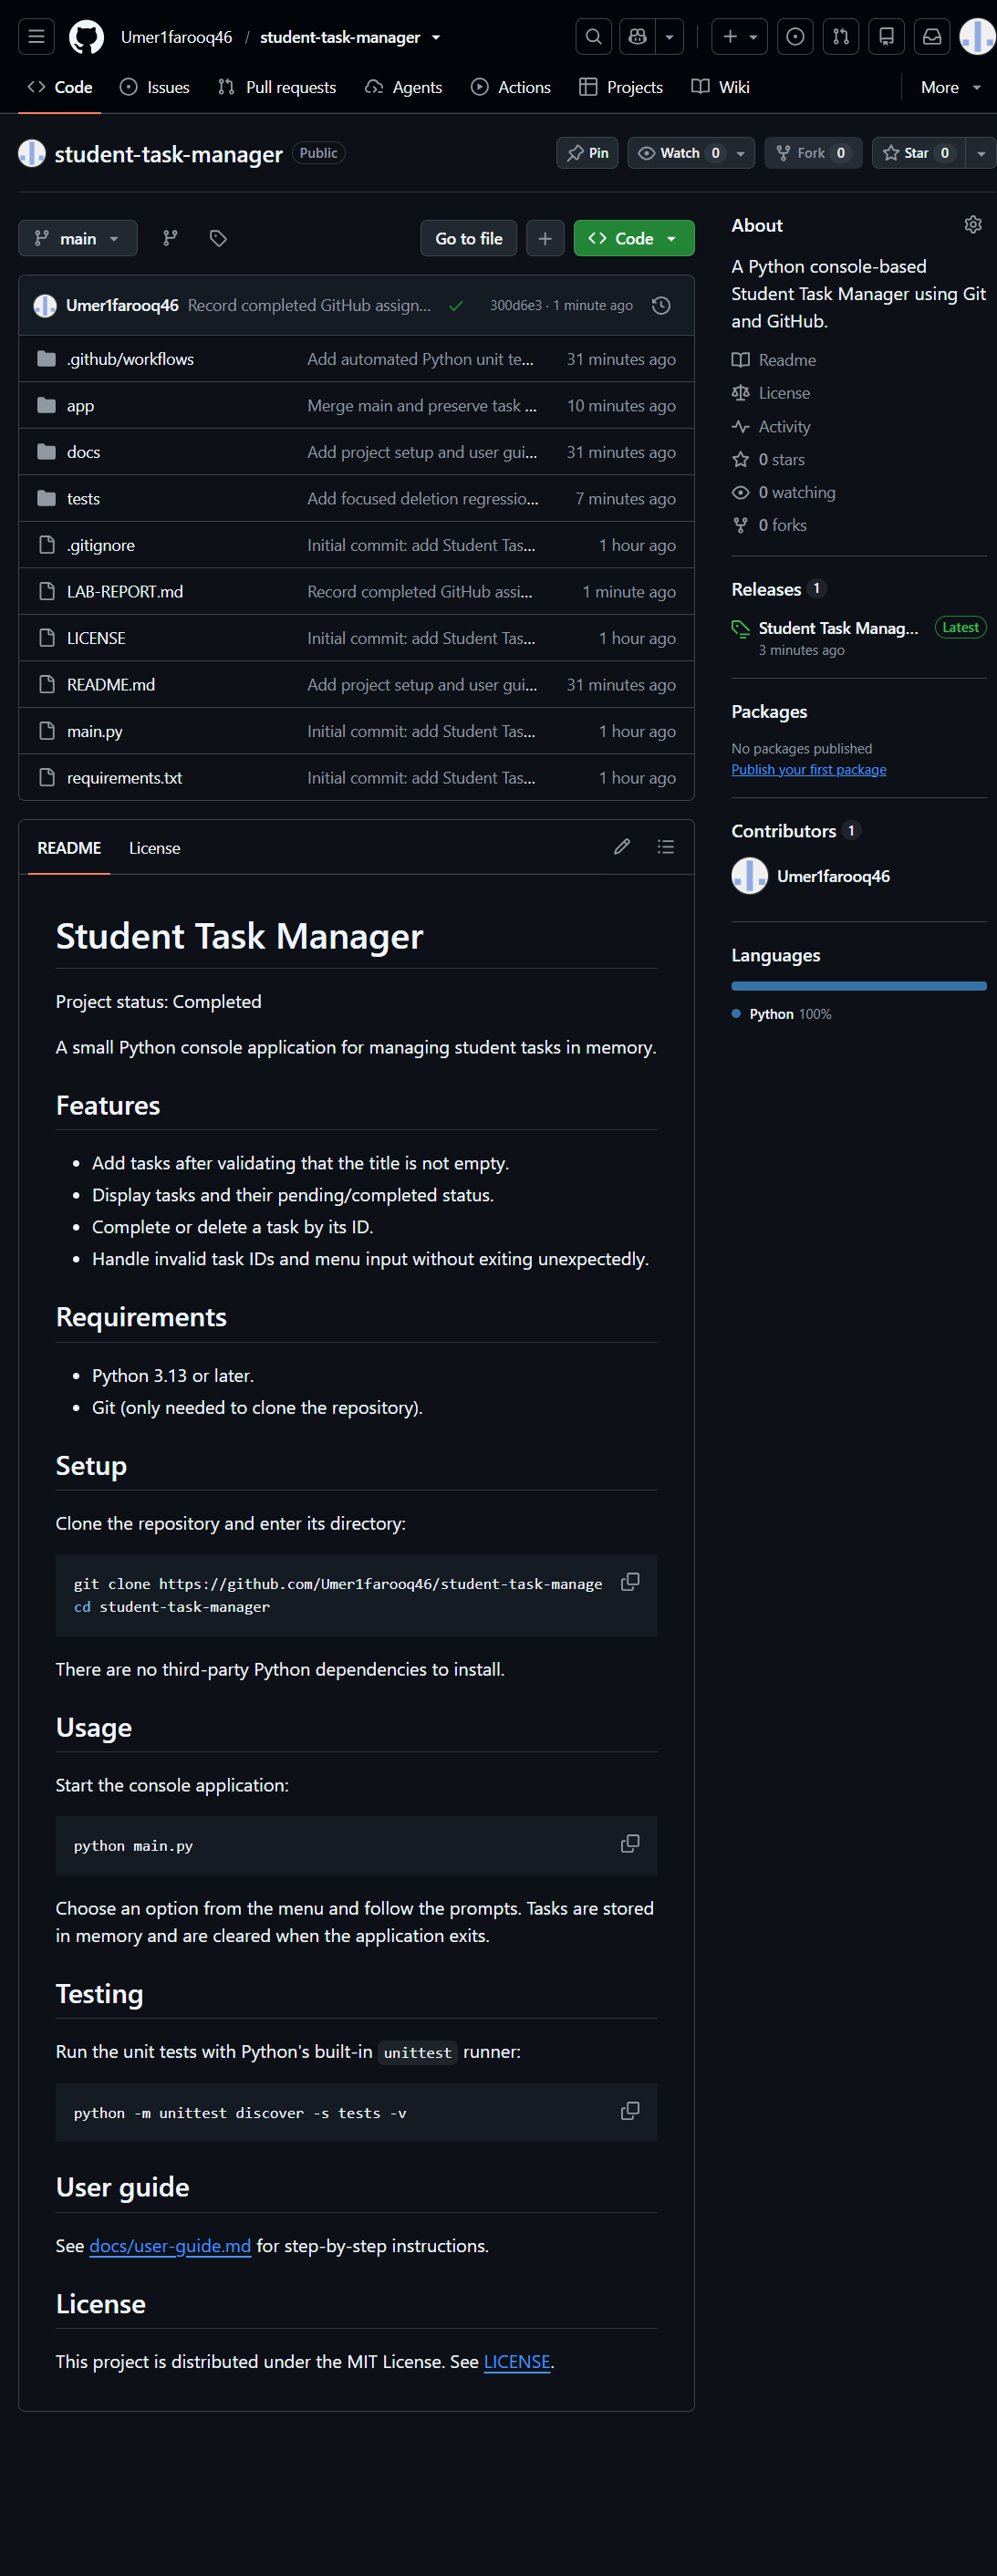 Umer1farooq46 / student-task-manager
Code Issues Pull requests Agents Actions Projects Wiki More
student-task-manager Public Pin Watch 0 Fork 0 Star 0
main Go to file Code
Umer1farooq46 Record completed GitHub assign... 300d6e3 · 1 minute ago
.github/workflows Add automated Python unit te... 31 minutes ago
app Merge main and preserve task ... 10 minutes ago
docs Add project setup and user gui... 31 minutes ago
tests Add focused deletion regressio... 7 minutes ago
.gitignore Initial commit: add Student Tas... 1 hour ago
LAB-REPORT.md Record completed GitHub assi... 1 minute ago
LICENSE Initial commit: add Student Tas... 1 hour ago
README.md Add project setup and user gui... 31 minutes ago
main.py Initial commit: add Student Tas... 1 hour ago
requirements.txt Initial commit: add Student Tas... 1 hour ago
README License
Student Task Manager
Project status: Completed
A small Python console application for managing student tasks in memory.
Features
• Add tasks after validating that the title is not empty.
• Display tasks and their pending/completed status.
• Complete or delete a task by its ID.
• Handle invalid task IDs and menu input without exiting unexpectedly.
Requirements
• Python 3.13 or later.
• Git (only needed to clone the repository).
Setup
Clone the repository and enter its directory:
git clone https://github.com/Umer1farooq46/student-task-manage
cd student-task-manager
There are no third-party Python dependencies to install.
Usage
Start the console application:
python main.py
Choose an option from the menu and follow the prompts. Tasks are stored
in memory and are cleared when the application exits.
Testing
Run the unit tests with Python's built-in unittest runner:
python -m unittest discover -s tests -v
User guide
See docs/user-guide.md for step-by-step instructions.
License
This project is distributed under the MIT License. See LICENSE.
About
A Python console-based
Student Task Manager using Git
and GitHub.
Readme
License
Activity
0 stars
0 watching
0 forks
Releases 1
Student Task Manag... Latest
3 minutes ago
Packages
No packages published
Publish your first package
Contributors 1
Umer1farooq46
Languages
Python 100%